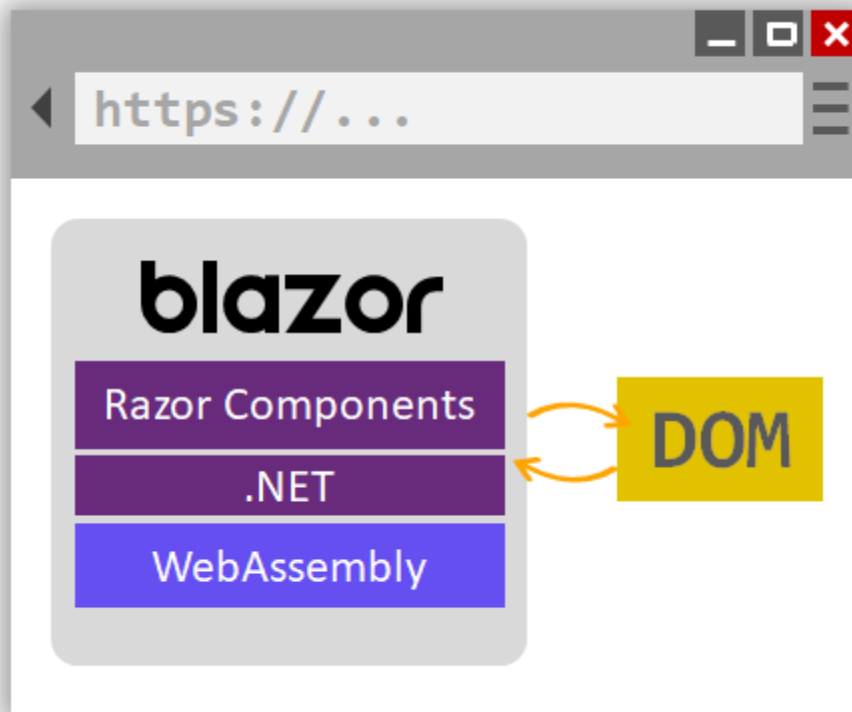 https://...
blazor
Razor Components
.NET
WebAssembly
DOM